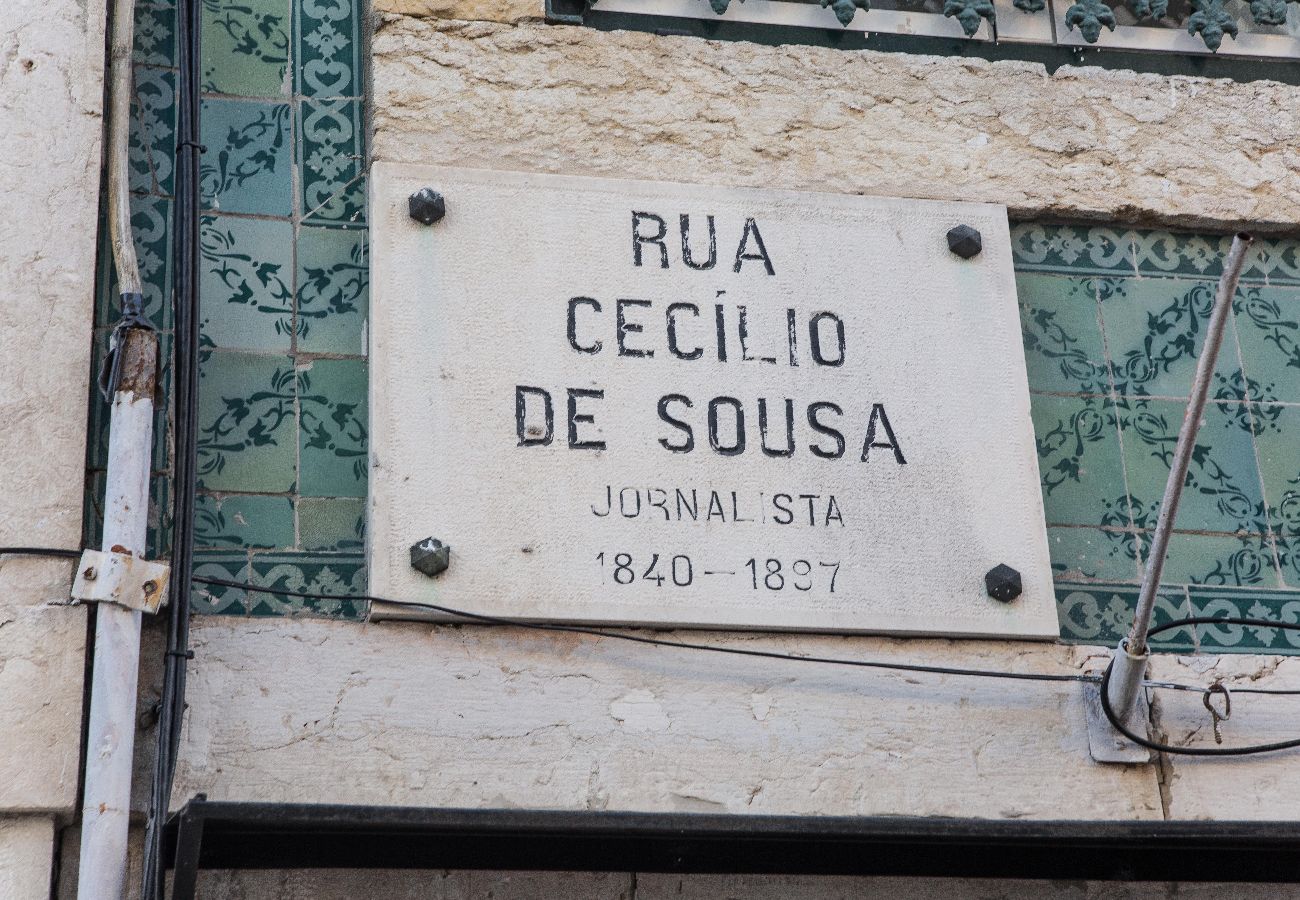 RUA
CECÍLIO
DE SOUSA
JORNALISTA
1840-1897